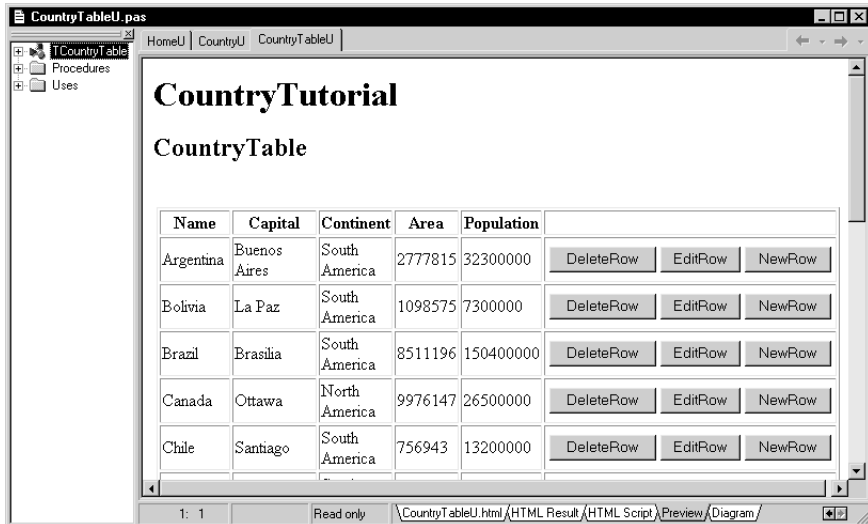 CountryTableU.pas
TCountryTable
Procedures
Uses
HomeU CountryU CountryTableU
CountryTutorial
CountryTable
Name Capital Continent Area Population
Argentina Buenos Aires South America 2777815 32300000 DeleteRow EditRow NewRow
Bolivia La Paz South America 1098575 7300000 DeleteRow EditRow NewRow
Brazil Brasilia South America 8511196 150400000 DeleteRow EditRow NewRow
Canada Ottawa North America 9976147 26500000 DeleteRow EditRow NewRow
Chile Santiago South America 756943 13200000 DeleteRow EditRow NewRow
1: 1 Read only CountryTableU.html HTML Result HTML Script Preview Diagram